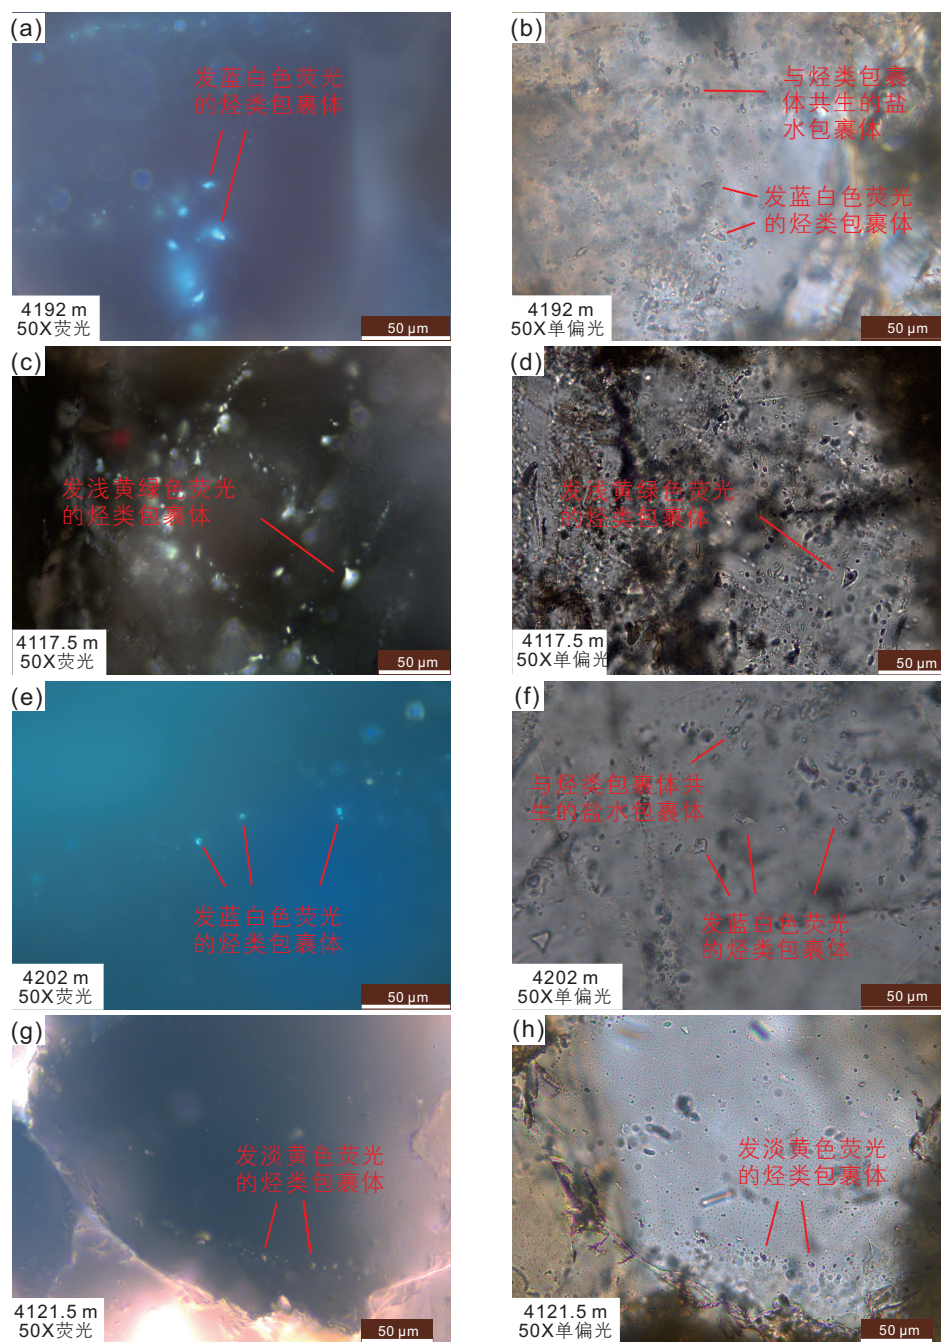 (a)
发蓝白色荧光
的烃类包裹体
4192 m
50X荧光
50 μm
(b)
与烃类包裹
体共生的盐
水包裹体
发蓝白色荧光
的烃类包裹体
4192 m
50X单偏光
50 μm
(c)
发浅黄绿色荧光
的烃类包裹体
4117.5 m
50X荧光
50 μm
(d)
发浅黄绿色荧光
的烃类包裹体
4117.5 m
50X单偏光
50 μm
(e)
发蓝白色荧光
的烃类包裹体
4202 m
50X荧光
50 μm
(f)
与烃类包裹体共
生的盐水包裹体
发蓝白色荧光
的烃类包裹体
4202 m
50X单偏光
50 μm
(g)
发淡黄色荧光
的烃类包裹体
4121.5 m
50X荧光
50 μm
(h)
发淡黄色荧光
的烃类包裹体
4121.5 m
50X单偏光
50 μm